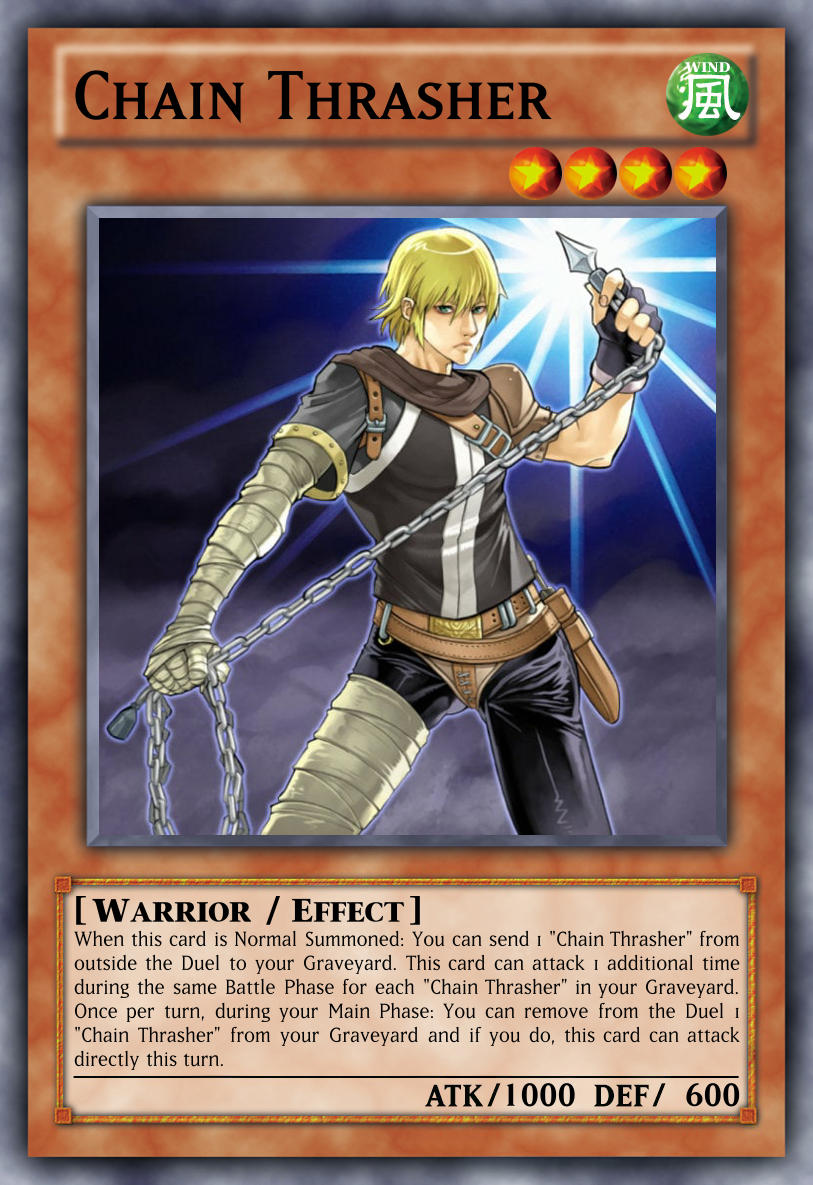 CHAIN THRASHER
WIND
風
[ WARRIOR / EFFECT ]
When this card is Normal Summoned: You can send 1 "Chain Thrasher" from
outside the Duel to your Graveyard. This card can attack 1 additional time
during the same Battle Phase for each "Chain Thrasher" in your Graveyard.
Once per turn, during your Main Phase: You can remove from the Duel 1
"Chain Thrasher" from your Graveyard and if you do, this card can attack
directly this turn.
ATK/1000 DEF/ 600